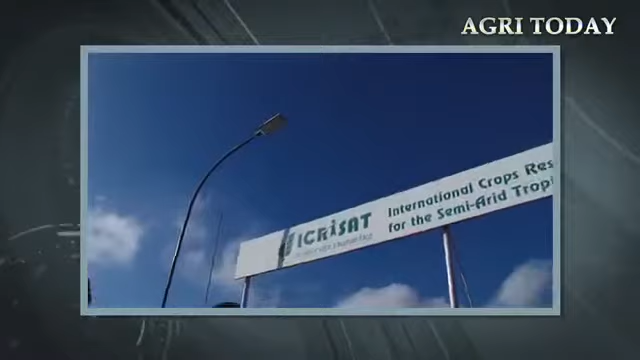 AGRI TODAY
ICRISAT
International Crops Res
for the Semi-Arid Tropi